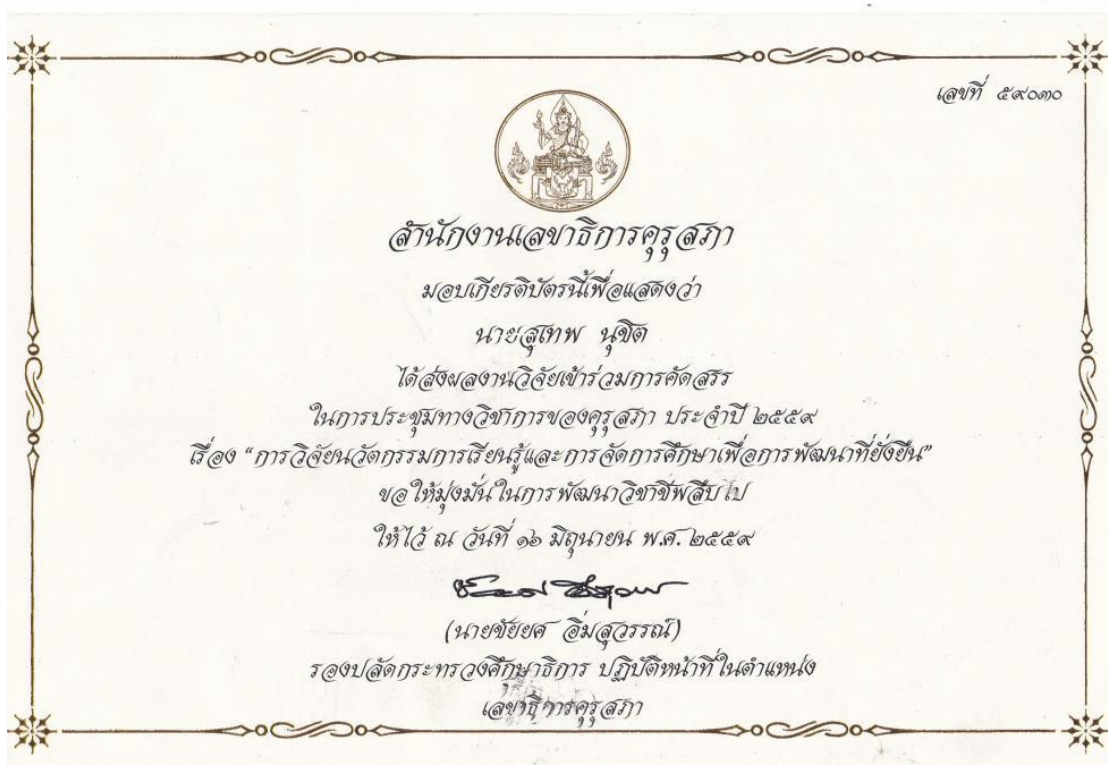 เลขที่ ๕๙๐๓๐
สำนักงานเลขาธิการคุรุสภา
มอบเกียรติบัตรนี้เพื่อแสดงว่า
นายสุเทพ นุชิต
ได้ส่งผลงานวิจัยเข้าร่วมการคัดสรร
ในการประชุมทางวิชาการของคุรุสภา ประจำปี ๒๕๕๙
เรื่อง “การวิจัยนวัตกรรมการเรียนรู้และการจัดการศึกษาเพื่อการพัฒนาที่ยั่งยืน”
ขอให้มุ่งมั่นในการพัฒนาวิชาชีพสืบไป
ให้ไว้ ณ วันที่ ๑๖ มิถุนายน พ.ศ. ๒๕๕๙
(นายชัยยศ อิ่มสุวรรณ์)
รองปลัดกระทรวงศึกษาธิการ ปฏิบัติหน้าที่ในตำแหน่ง
เลขาธิการคุรุสภา